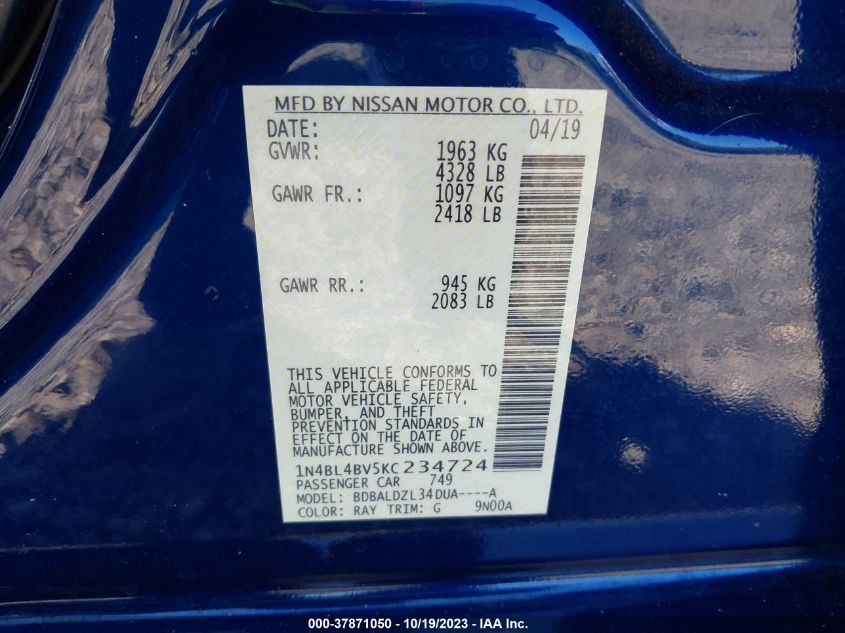 MFD BY NISSAN MOTOR CO., LTD.
DATE: 04/19
GVWR: 1963 KG
4328 LB
GAWR FR.: 1097 KG
2418 LB
GAWR RR.: 945 KG
2083 LB
THIS VEHICLE CONFORMS TO
ALL APPLICABLE FEDERAL
MOTOR VEHICLE SAFETY,
BUMPER, AND THEFT
PREVENTION STANDARDS IN
EFFECT ON THE DATE OF
MANUFACTURE SHOWN ABOVE.
1N4BL4BV5KC234724
PASSENGER CAR 749
MODEL: BDBALDZL34DUA----A
COLOR: RAY TRIM: G 9N00A
000-37871050 - 10/19/2023 - IAA Inc.